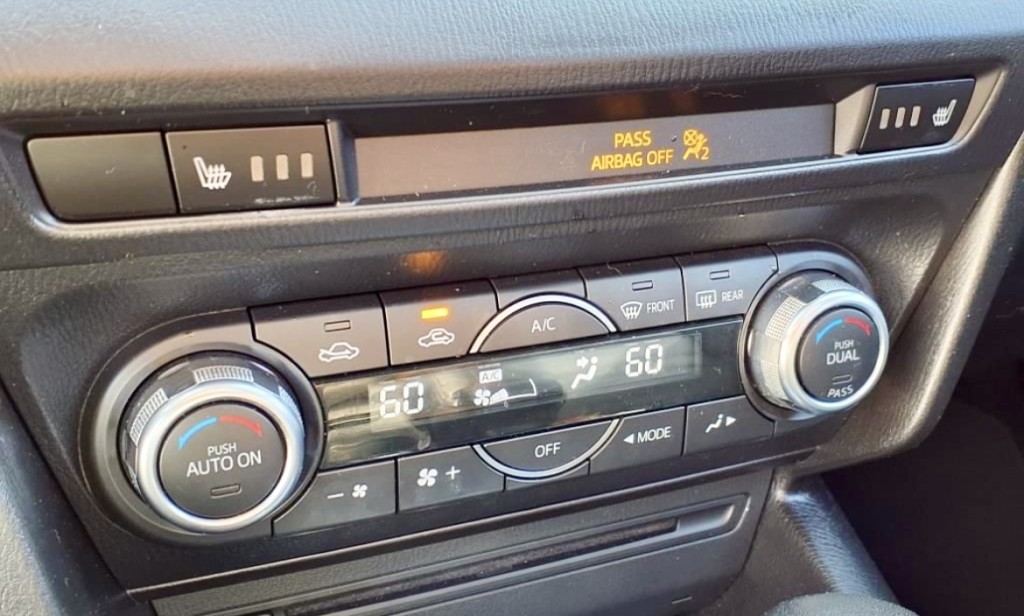 PASS
AIRBAG OFF 2
A/C
FRONT
REAR
60
A/C
60
PUSH
DUAL
PASS
PUSH
AUTO ON
-
+
OFF
◄ MODE
►